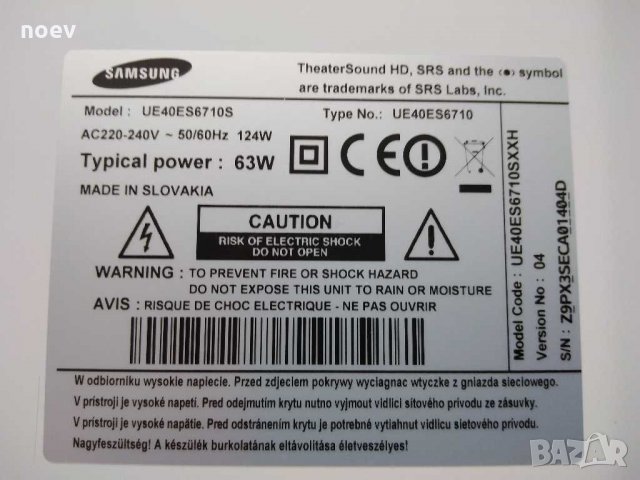 noev
SAMSUNG
TheaterSound HD, SRS and the (●) symbol
are trademarks of SRS Labs, Inc.
Model : UE40ES6710S
Type No.: UE40ES6710
AC220-240V ~ 50/60Hz 124W
Typical power : 63W
MADE IN SLOVAKIA
CAUTION
RISK OF ELECTRIC SHOCK
DO NOT OPEN
WARNING : TO PREVENT FIRE OR SHOCK HAZARD
DO NOT EXPOSE THIS UNIT TO RAIN OR MOISTURE
AVIS : RISQUE DE CHOC ELECTRIQUE - NE PAS OUVRIR
Model Code : UE40ES6710SXXH
Version No : 04
S/N : Z9PX3SECA01404D
W odbiorniku wysokie napiecie. Przed zdjeciem pokrywy wyciagnac wtyczke z gniazda sieciowego.
V prístroji je vysoké napetí. Pred odejmutím krytu nutno vyjmout vidlici sítového prívodu ze zásuvky.
V prístroji je vysoké napätie. Pred odstránením krytu je potrebné vytiahnut vidlicu sietového prívodu.
Nagyfeszültség! A készülék burkolatának eltávolítása életveszélyes!
BAZAR